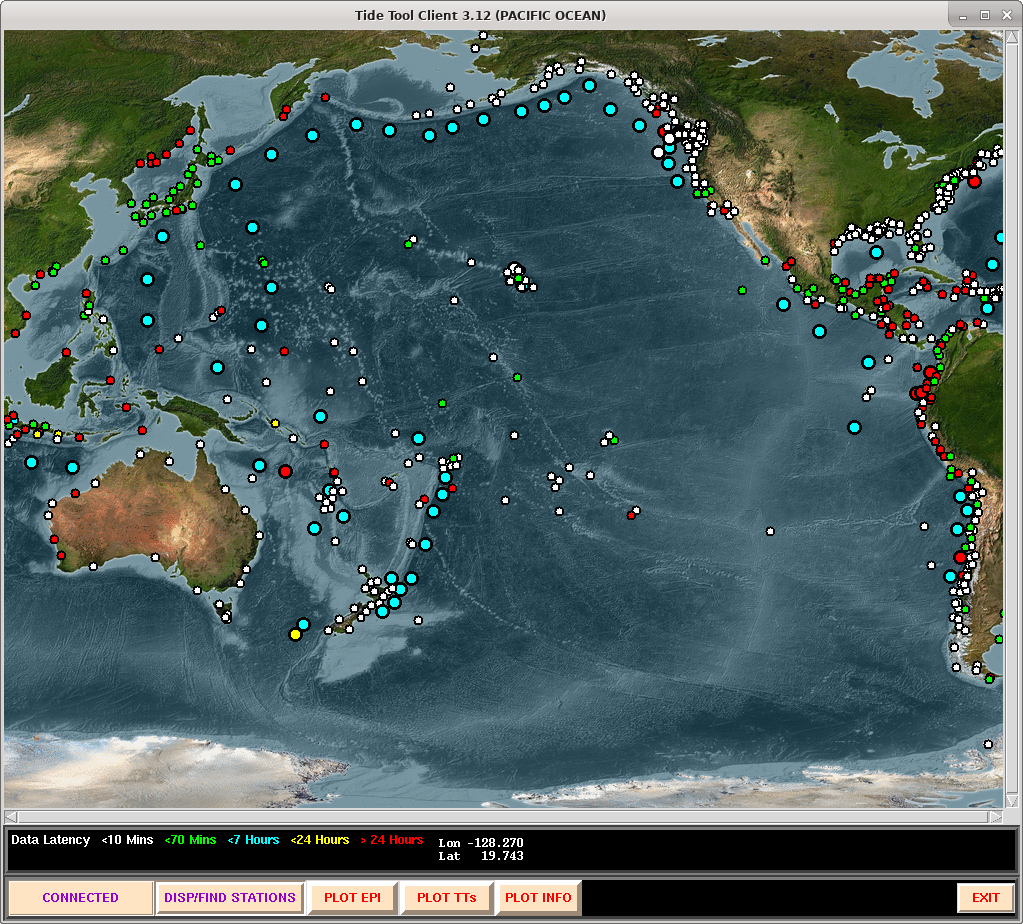 Tide Tool Client 3.12 (PACIFIC OCEAN)
Data Latency <10 Mins <70 Mins <7 Hours <24 Hours > 24 Hours Lon -128.270
Lat 19.743
CONNECTED DISP/FIND STATIONS PLOT EPI PLOT TTs PLOT INFO EXIT